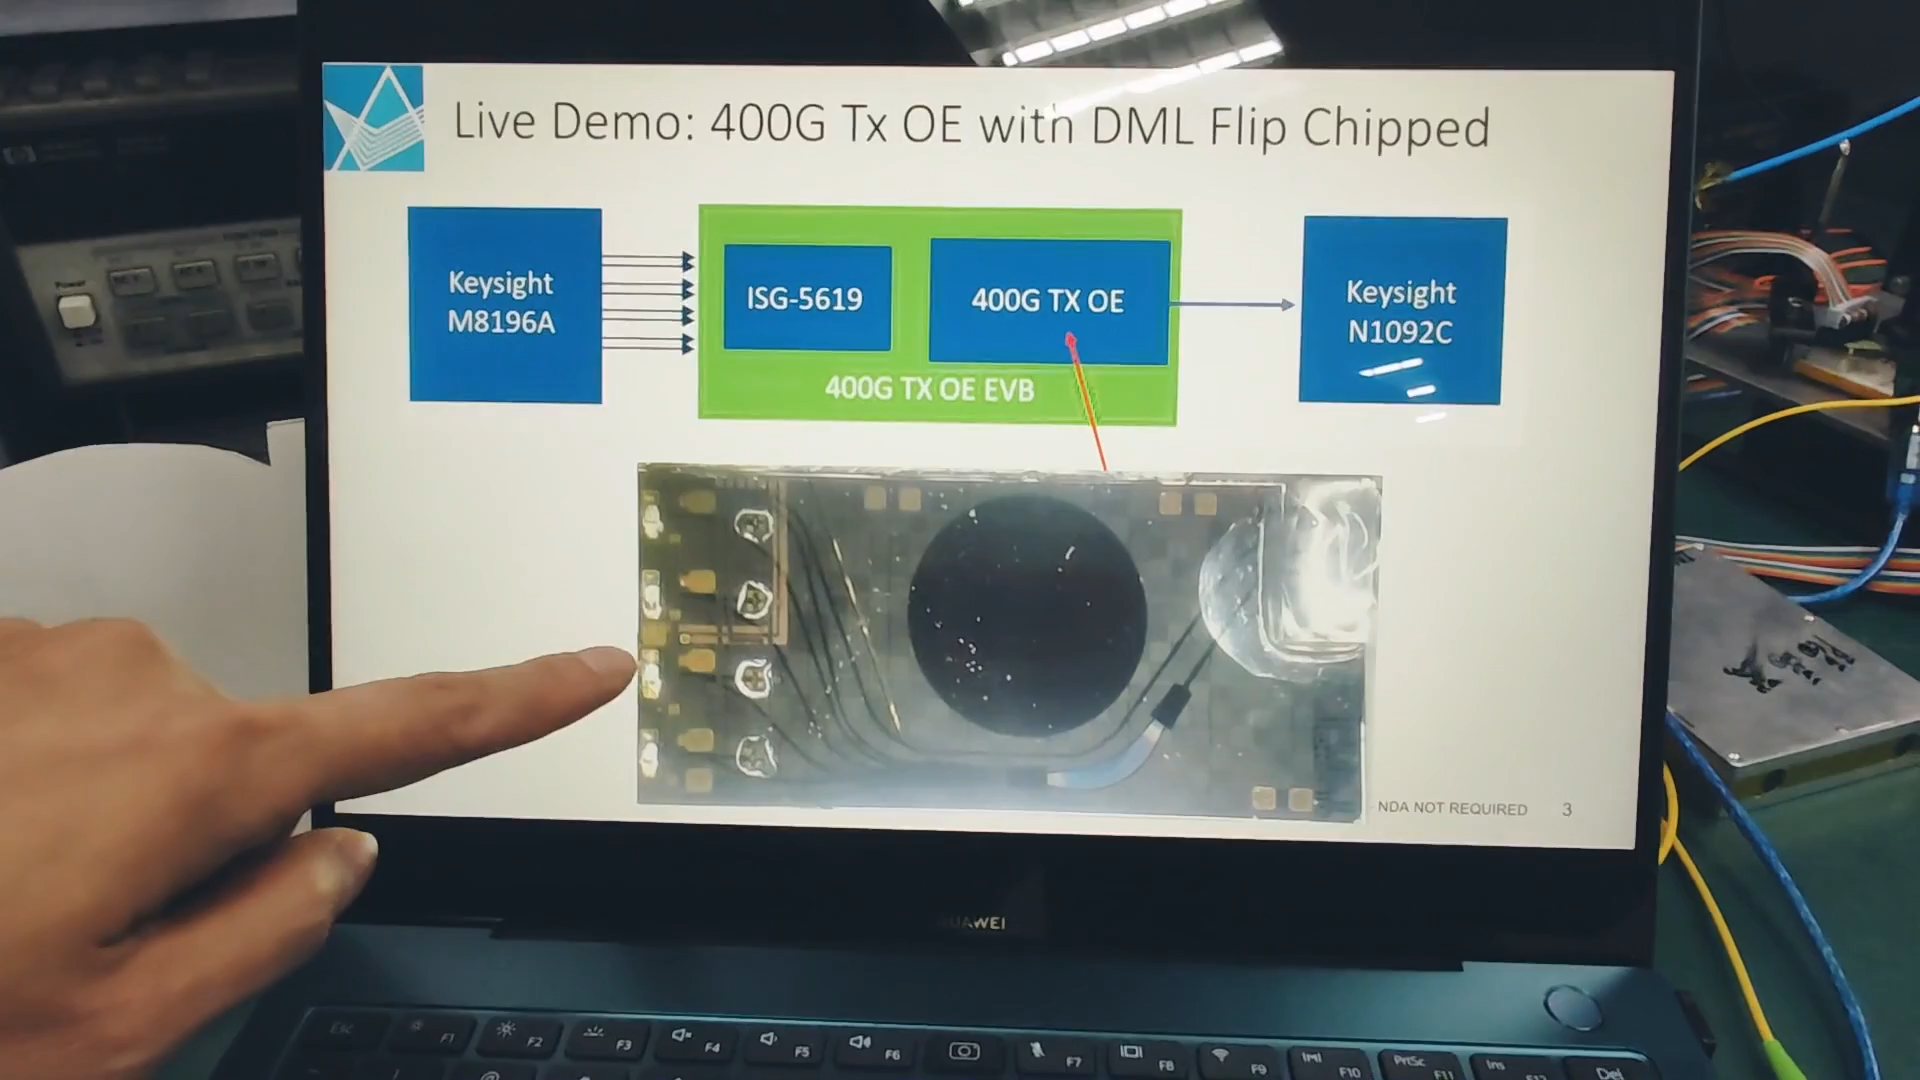 Live Demo: 400G Tx OE with DML Flip Chipped
Keysight
M8196A
ISG-5619
400G TX OE
400G TX OE EVB
Keysight
N1092C
NDA NOT REQUIRED 3
HUAWEI
Power
Esc
F1
F2
F3
F4
F5
F6
F7
F8
F9
F10
PrtSc
F11
Ins
F12
Del